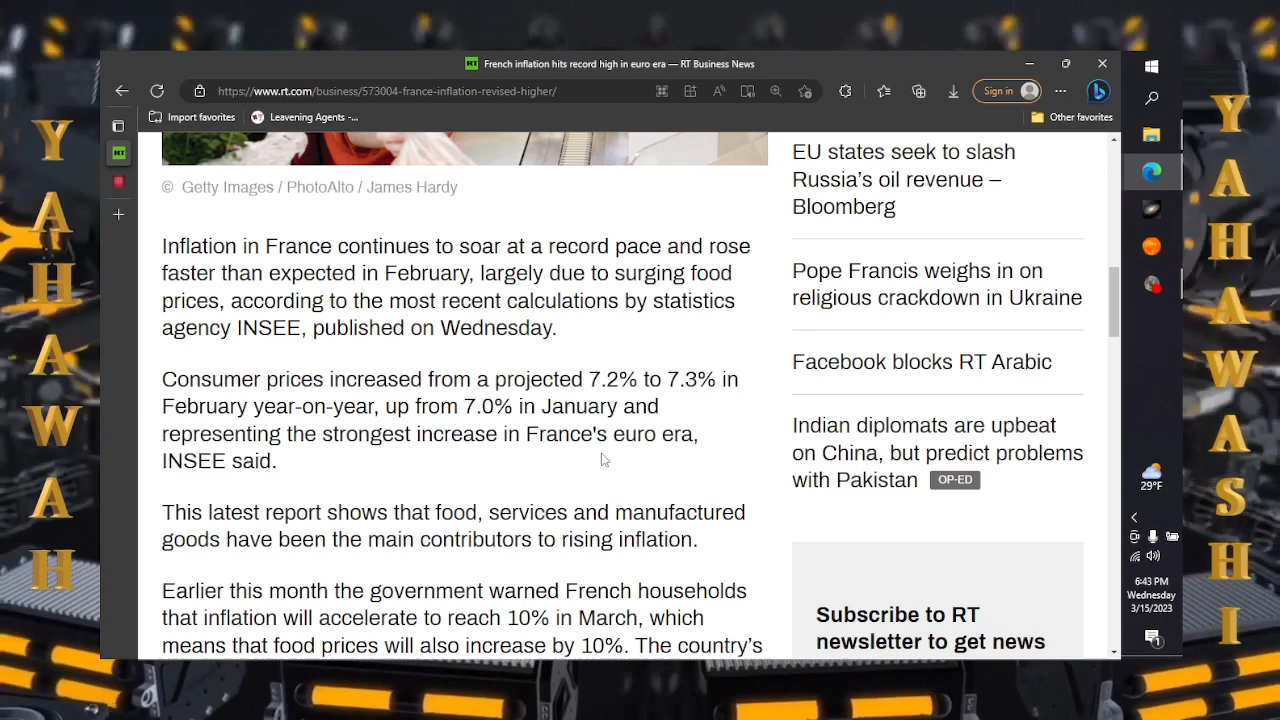 French inflation hits record high in euro era — RT Business News
https://www.rt.com/business/573004-france-inflation-revised-higher/
Sign in
Import favorites
Leavening Agents -...
Other favorites
RT
© Getty Images / PhotoAlto / James Hardy
Inflation in France continues to soar at a record pace and rose
faster than expected in February, largely due to surging food
prices, according to the most recent calculations by statistics
agency INSEE, published on Wednesday.
Consumer prices increased from a projected 7.2% to 7.3% in
February year-on-year, up from 7.0% in January and
representing the strongest increase in France's euro era,
INSEE said.
This latest report shows that food, services and manufactured
goods have been the main contributors to rising inflation.
Earlier this month the government warned French households
that inflation will accelerate to reach 10% in March, which
means that food prices will also increase by 10%. The country’s
EU states seek to slash
Russia’s oil revenue –
Bloomberg
Pope Francis weighs in on
religious crackdown in Ukraine
Facebook blocks RT Arabic
Indian diplomats are upbeat
on China, but predict problems
with Pakistan OP-ED
Subscribe to RT
newsletter to get news
29°F
6:43 PM
Wednesday
3/15/2023
1
Y
A
H
A
W
A
H
Y
A
H
A
W
A
S
H
I